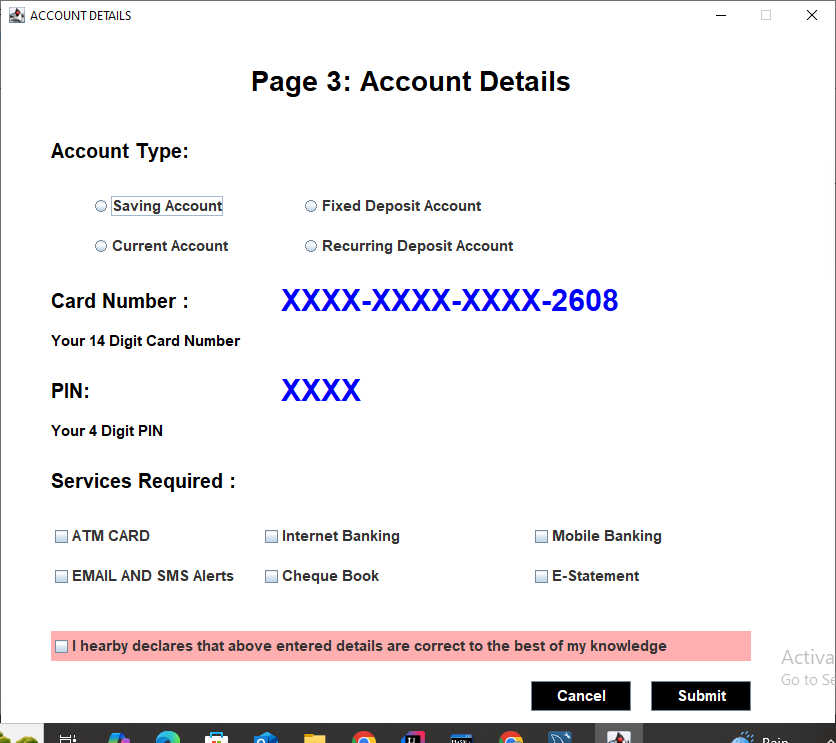 ACCOUNT DETAILS
Page 3: Account Details
Account Type:
Saving Account Fixed Deposit Account
Current Account Recurring Deposit Account
Card Number : XXXX-XXXX-XXXX-2608
Your 14 Digit Card Number
PIN: XXXX
Your 4 Digit PIN
Services Required :
ATM CARD Internet Banking Mobile Banking
EMAIL AND SMS Alerts Cheque Book E-Statement
I hearby declares that above entered details are correct to the best of my knowledge
Activa
Go to Se
Cancel Submit
Rain